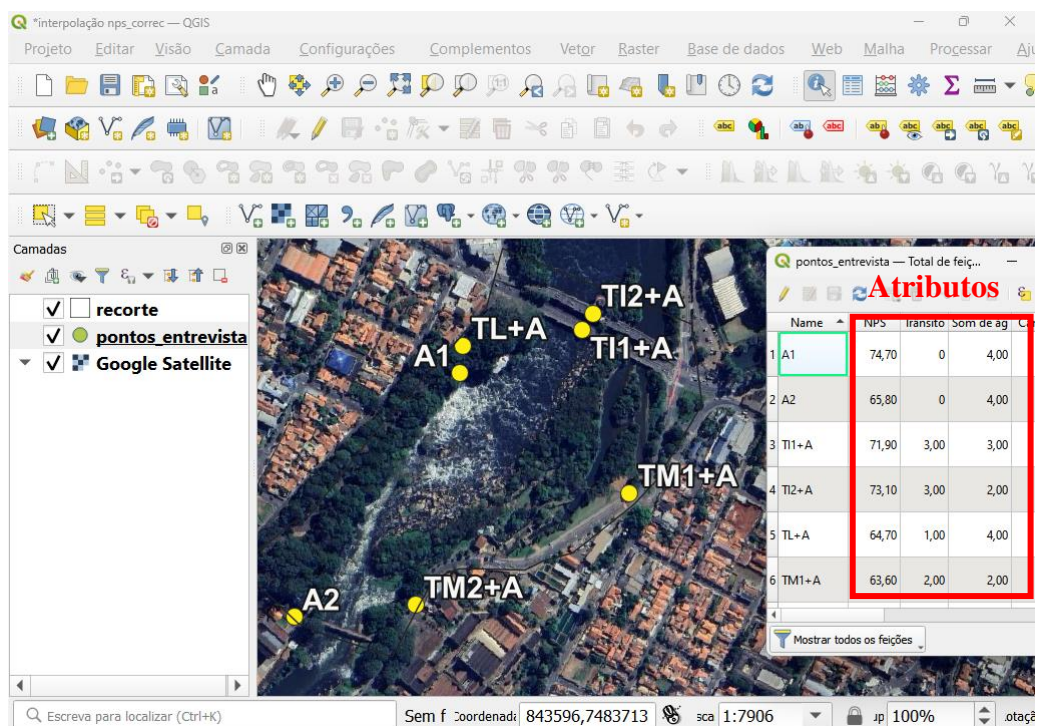 *interpolação nps_correc — QGIS
Projeto Editar Visão Camada Configurações Complementos Vetor Raster Base de dados Web Malha Processar Aju
Camadas
recorte
pontos_entrevista
Google Satellite
TI2+A
TL+A
TI1+A
A1
TM1+A
TM2+A
A2
pontos_entrevista — Total de feiç...
Atributos
Name NPS Transito Som de ag
1 A1 74,70 0 4,00
2 A2 65,80 0 4,00
3 TI1+A 71,90 3,00 3,00
4 TI2+A 73,10 3,00 2,00
5 TL+A 64,70 1,00 4,00
6 TM1+A 63,60 2,00 2,00
Mostrar todos os feições
Escreva para localizar (Ctrl+K) Sem f Coordenada 843596,7483713 sca 1:7906 100% otaçã